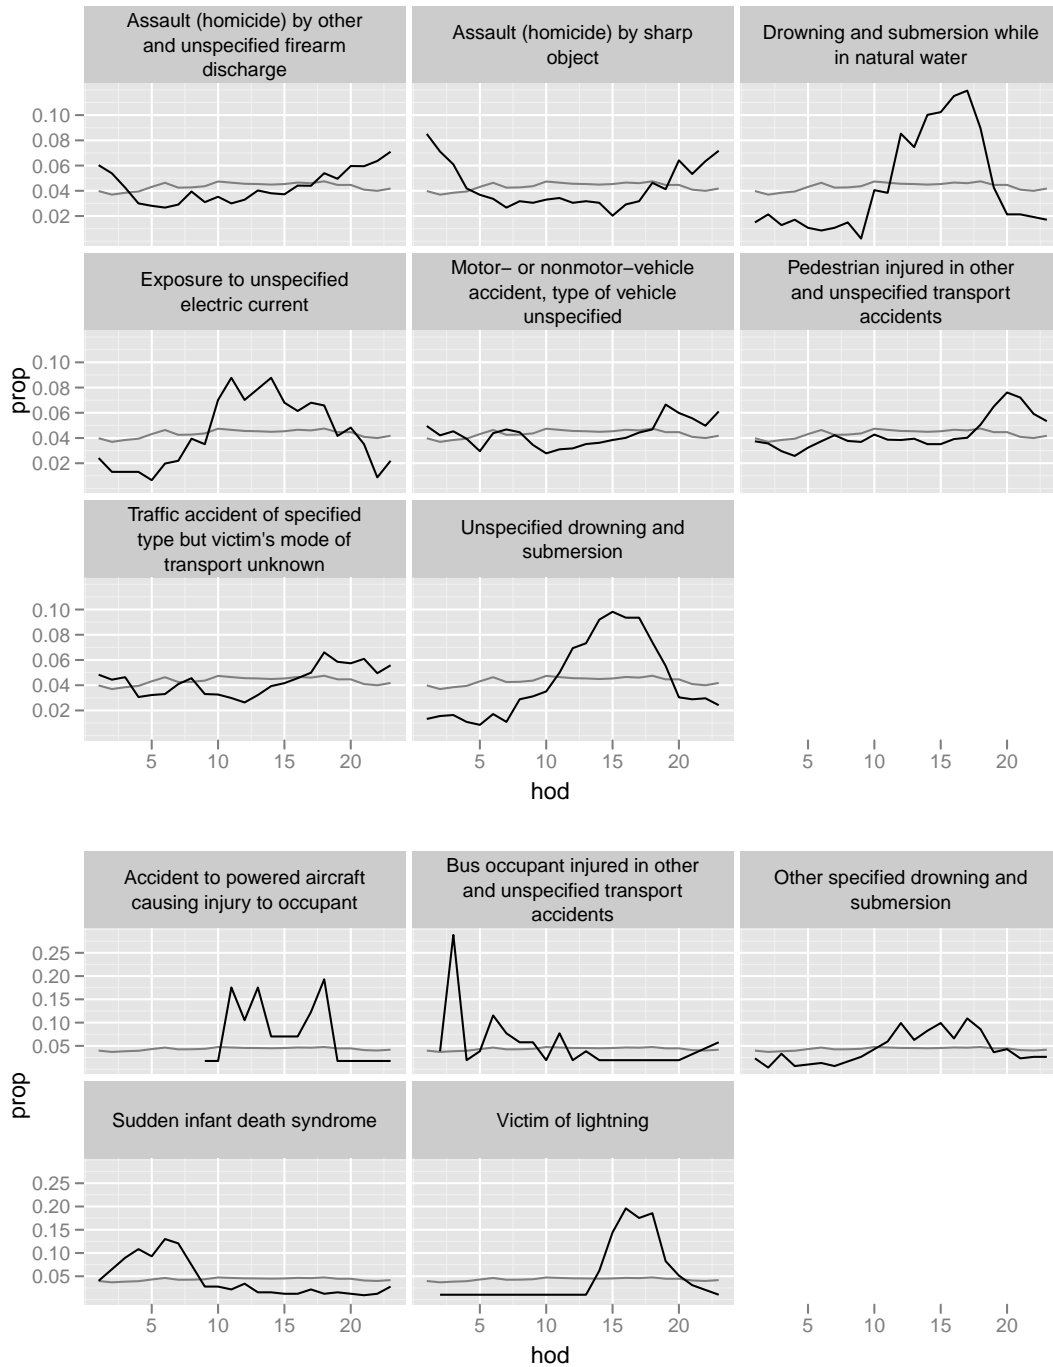 Assault (homicide) by other
and unspecified firearm
discharge
Assault (homicide) by sharp
object
Drowning and submersion while
in natural water
0.10
0.08
0.06
0.04
0.02
Exposure to unspecified
electric current
Motor− or nonmotor−vehicle
accident, type of vehicle
unspecified
Pedestrian injured in other
and unspecified transport
accidents
prop
0.10
0.08
0.06
0.04
0.02
Traffic accident of specified
type but victim's mode of
transport unknown
Unspecified drowning and
submersion
0.10
0.08
0.06
0.04
0.02
5 10 15 20 5 10 15 20 5 10 15 20
hod
Accident to powered aircraft
causing injury to occupant
Bus occupant injured in other
and unspecified transport
accidents
Other specified drowning and
submersion
0.25
0.20
0.15
0.10
0.05
prop
Sudden infant death syndrome
Victim of lightning
0.25
0.20
0.15
0.10
0.05
5 10 15 20 5 10 15 20 5 10 15 20
hod